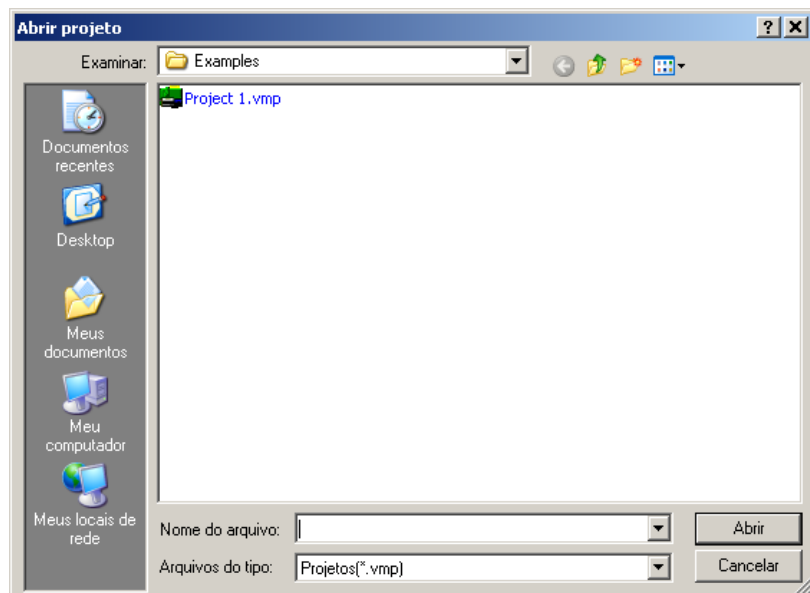 Abrir projeto
Examinar:
Examples
Project 1.vmp
Documentos
recentes
Desktop
Meus
documentos
Meu
computador
Meus locais de
rede
Nome do arquivo:
Abrir
Arquivos do tipo:
Projetos(*.vmp)
Cancelar